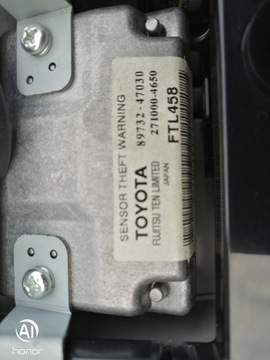 SENSOR THEFT WARNING
89732-47030
271000-4650
TOYOTA
FTL458
FUJITSU TEN LIMITED
JAPAN
AI
honor